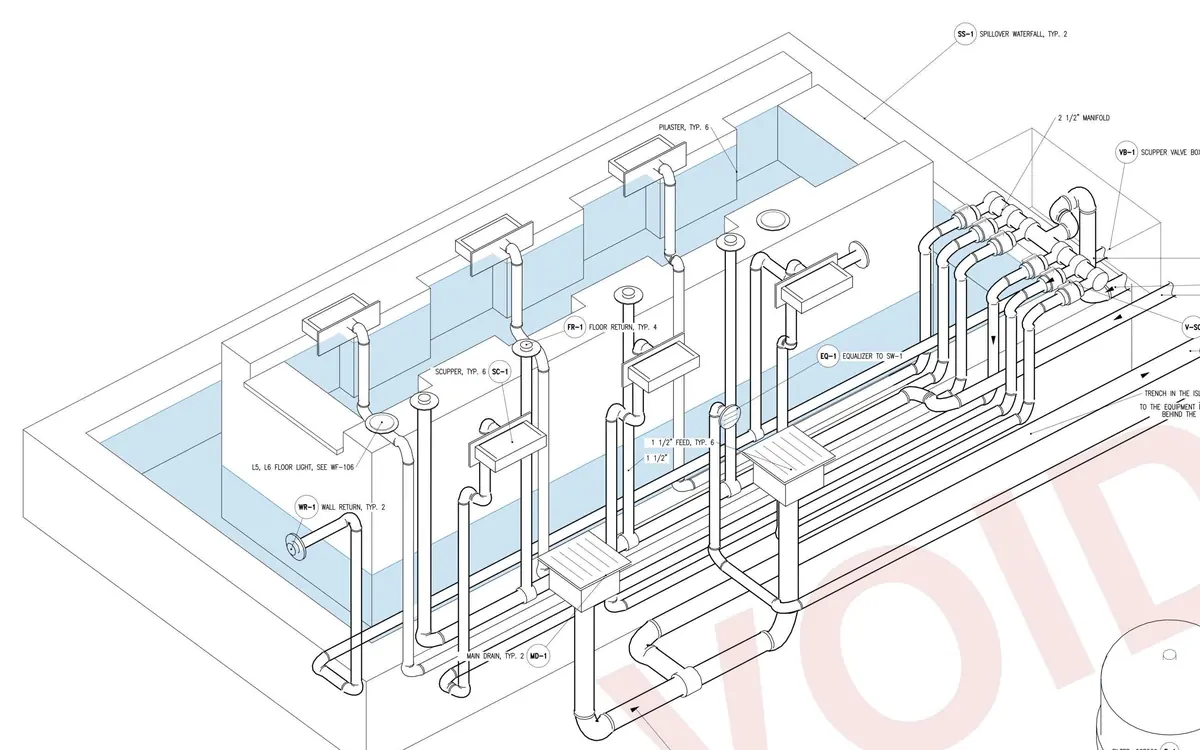 SS-1 SPILLOVER WATERFALL, TYP. 2
2 1/2" MANIFOLD
PILASTER, TYP. 6
VB-1 SCUPPER VALVE BOX
FR-1 FLOOR RETURN, TYP. 4
V-SC
EQ-1 EQUALIZER TO SW-1
SCUPPER, TYP. 6 SC-1
TRENCH IN THE ISL
TO THE EQUIPMENT
BEHIND THE
1 1/2" FEED, TYP. 6
1 1/2"
L5, L6 FLOOR LIGHT, SEE WF-106
WR-1 WALL RETURN, TYP. 2
MAIN DRAIN, TYP. 2 MD-1
VOID